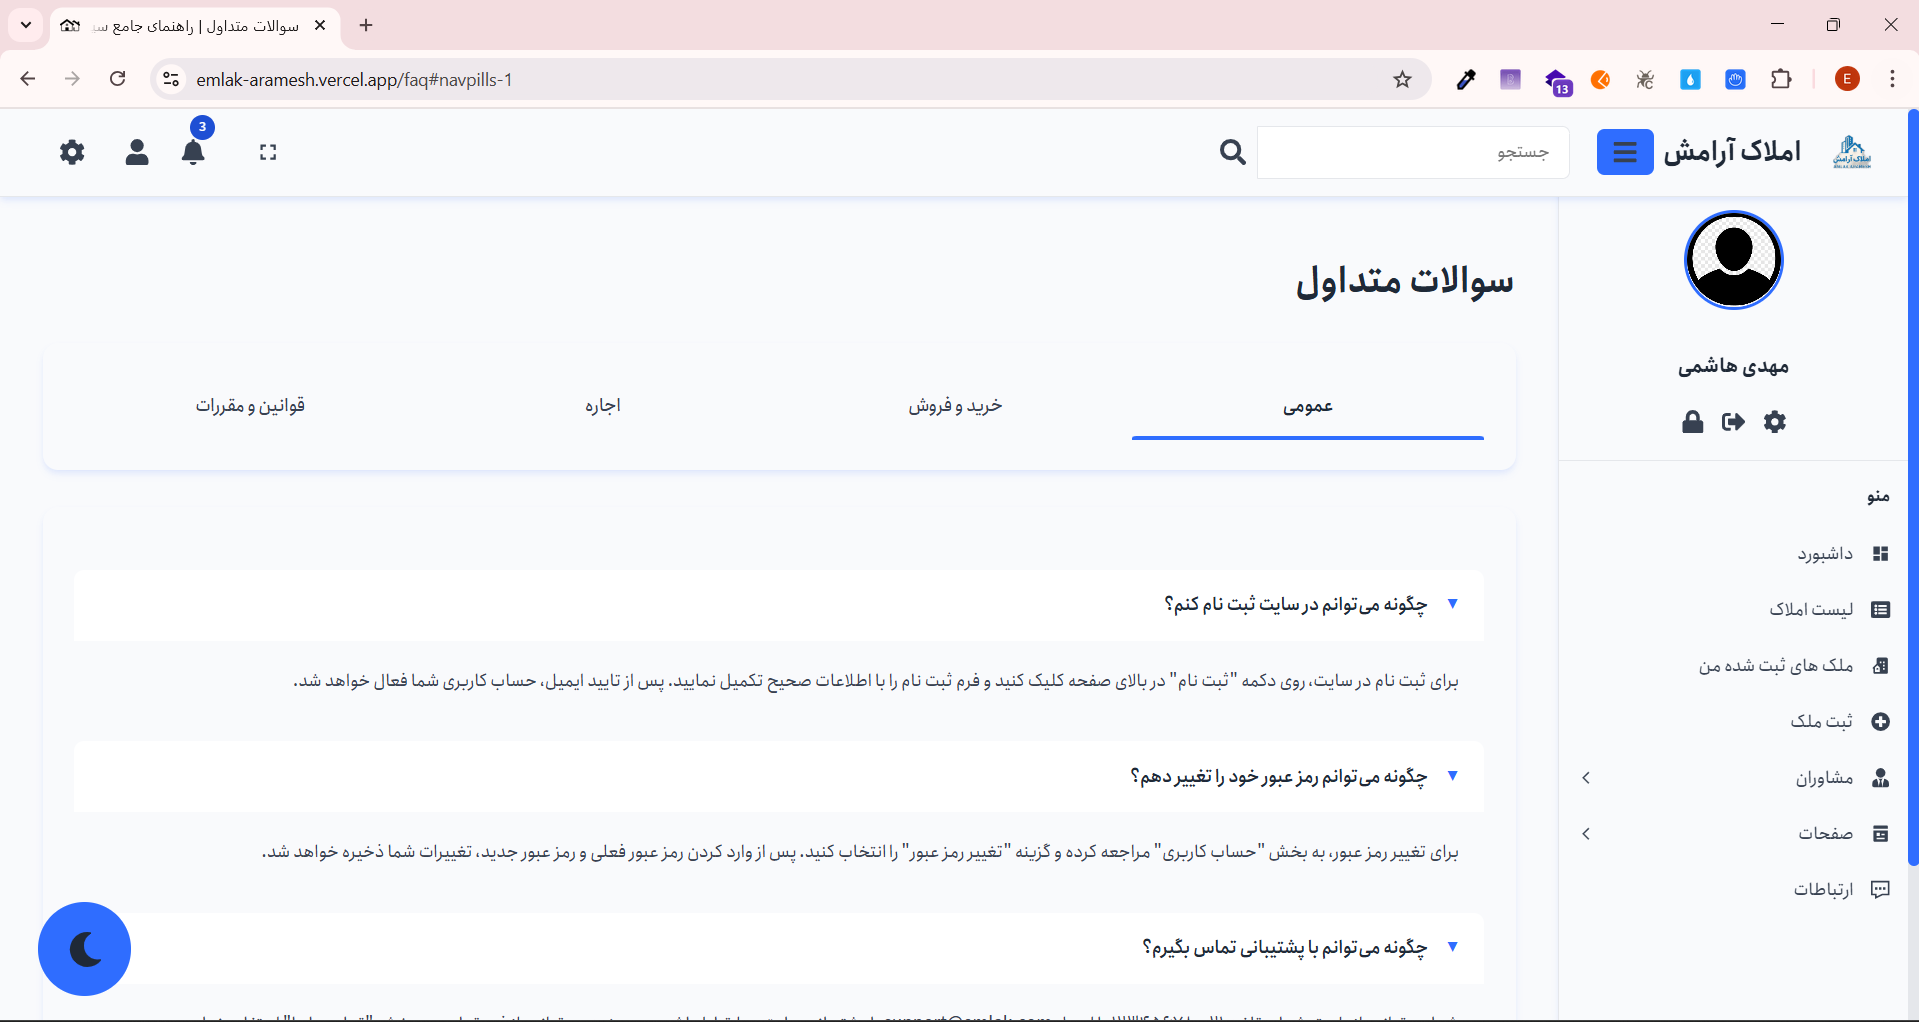 سوالات متداول | راهنمای جامع سی
emlak-aramesh.vercel.app/faq#navpills-1
13
E
املاک آرامش
جستجو
3
مهدی هاشمی
منو
داشبورد
لیست املاک
ملک های ثبت شده من
ثبت ملک
مشاوران
صفحات
ارتباطات
سوالات متداول
عمومی
خرید و فروش
اجاره
قوانین و مقررات
چگونه می‌توانم در سایت ثبت نام کنم؟
برای ثبت نام در سایت، روی دکمه "ثبت نام" در بالای صفحه کلیک کنید و فرم ثبت نام را با اطلاعات صحیح تکمیل نمایید. پس از تایید ایمیل، حساب کاربری شما فعال خواهد شد.
چگونه می‌توانم رمز عبور خود را تغییر دهم؟
برای تغییر رمز عبور، به بخش "حساب کاربری" مراجعه کرده و گزینه "تغییر رمز عبور" را انتخاب کنید. پس از وارد کردن رمز عبور فعلی و رمز عبور جدید، تغییرات شما ذخیره خواهد شد.
چگونه می‌توانم با پشتیبانی تماس بگیرم؟